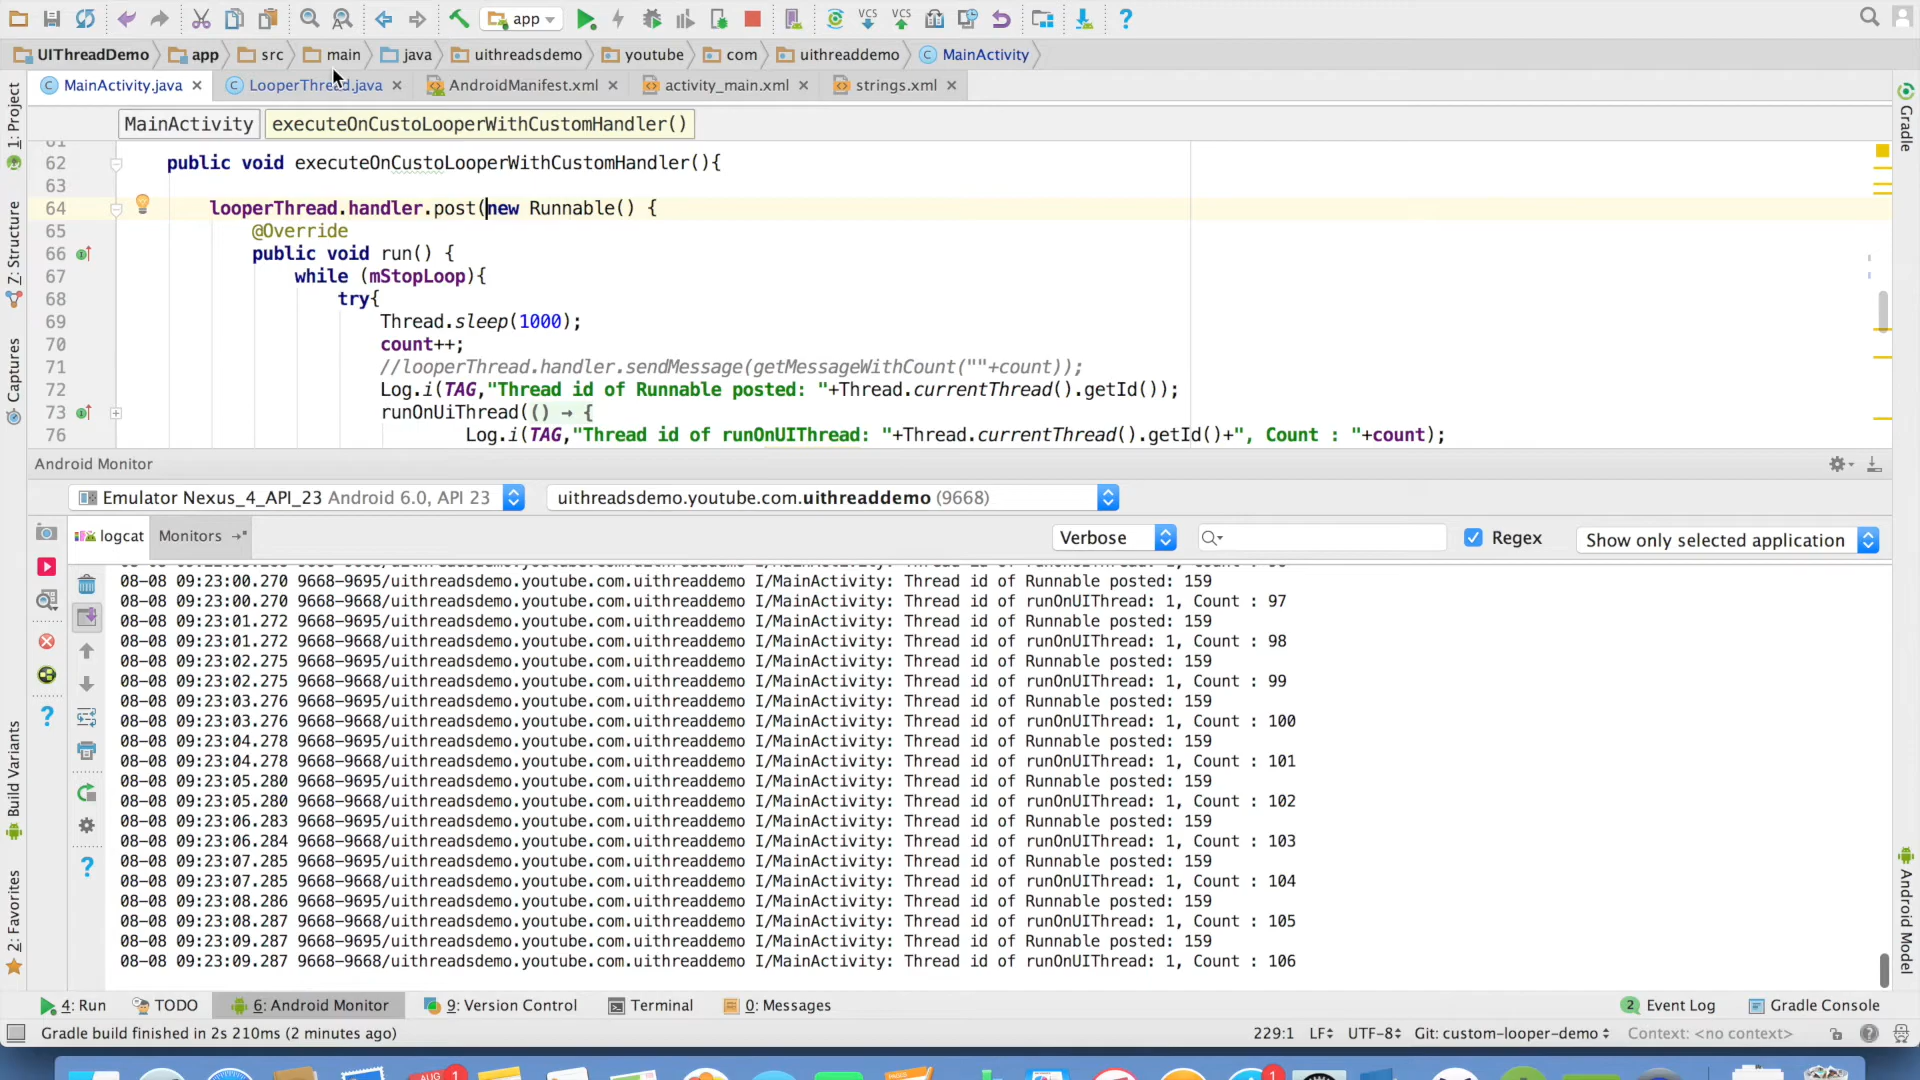 app
UIThreadDemo app src main java uithreadsdemo youtube com uithreaddemo MainActivity
MainActivity.java LooperThread.java AndroidManifest.xml activity_main.xml strings.xml
MainActivity executeOnCustoLooperWithCustomHandler()
61
62 public void executeOnCustoLooperWithCustomHandler(){
63
64 looperThread.handler.post(new Runnable() {
65 @Override
66 public void run() {
67 while (mStopLoop){
68 try{
69 Thread.sleep(1000);
70 count++;
71 //looperThread.handler.sendMessage(getMessageWithCount(""+count));
72 Log.i(TAG,"Thread id of Runnable posted: "+Thread.currentThread().getId());
73 runOnUiThread(() → {
76 Log.i(TAG,"Thread id of runOnUIThread: "+Thread.currentThread().getId()+", Count : "+count);
Android Monitor
Emulator Nexus_4_API_23 Android 6.0, API 23 uithreadsdemo.youtube.com.uithreaddemo (9668)
logcat Monitors Verbose Regex Show only selected application
08-08 09:23:00.270 9668-9695/uithreadsdemo.youtube.com.uithreaddemo I/MainActivity: Thread id of Runnable posted: 159
08-08 09:23:00.270 9668-9668/uithreadsdemo.youtube.com.uithreaddemo I/MainActivity: Thread id of runOnUIThread: 1, Count : 97
08-08 09:23:01.272 9668-9695/uithreadsdemo.youtube.com.uithreaddemo I/MainActivity: Thread id of Runnable posted: 159
08-08 09:23:01.272 9668-9668/uithreadsdemo.youtube.com.uithreaddemo I/MainActivity: Thread id of runOnUIThread: 1, Count : 98
08-08 09:23:02.275 9668-9695/uithreadsdemo.youtube.com.uithreaddemo I/MainActivity: Thread id of Runnable posted: 159
08-08 09:23:02.275 9668-9668/uithreadsdemo.youtube.com.uithreaddemo I/MainActivity: Thread id of runOnUIThread: 1, Count : 99
08-08 09:23:03.276 9668-9695/uithreadsdemo.youtube.com.uithreaddemo I/MainActivity: Thread id of Runnable posted: 159
08-08 09:23:03.276 9668-9668/uithreadsdemo.youtube.com.uithreaddemo I/MainActivity: Thread id of runOnUIThread: 1, Count : 100
08-08 09:23:04.278 9668-9695/uithreadsdemo.youtube.com.uithreaddemo I/MainActivity: Thread id of Runnable posted: 159
08-08 09:23:04.278 9668-9668/uithreadsdemo.youtube.com.uithreaddemo I/MainActivity: Thread id of runOnUIThread: 1, Count : 101
08-08 09:23:05.280 9668-9695/uithreadsdemo.youtube.com.uithreaddemo I/MainActivity: Thread id of Runnable posted: 159
08-08 09:23:05.280 9668-9668/uithreadsdemo.youtube.com.uithreaddemo I/MainActivity: Thread id of runOnUIThread: 1, Count : 102
08-08 09:23:06.283 9668-9695/uithreadsdemo.youtube.com.uithreaddemo I/MainActivity: Thread id of Runnable posted: 159
08-08 09:23:06.284 9668-9668/uithreadsdemo.youtube.com.uithreaddemo I/MainActivity: Thread id of runOnUIThread: 1, Count : 103
08-08 09:23:07.285 9668-9695/uithreadsdemo.youtube.com.uithreaddemo I/MainActivity: Thread id of Runnable posted: 159
08-08 09:23:07.285 9668-9668/uithreadsdemo.youtube.com.uithreaddemo I/MainActivity: Thread id of runOnUIThread: 1, Count : 104
08-08 09:23:08.286 9668-9695/uithreadsdemo.youtube.com.uithreaddemo I/MainActivity: Thread id of Runnable posted: 159
08-08 09:23:08.287 9668-9668/uithreadsdemo.youtube.com.uithreaddemo I/MainActivity: Thread id of runOnUIThread: 1, Count : 105
08-08 09:23:09.287 9668-9695/uithreadsdemo.youtube.com.uithreaddemo I/MainActivity: Thread id of Runnable posted: 159
08-08 09:23:09.287 9668-9668/uithreadsdemo.youtube.com.uithreaddemo I/MainActivity: Thread id of runOnUIThread: 1, Count : 106
4: Run TODO 6: Android Monitor 9: Version Control Terminal 0: Messages 2 Event Log Gradle Console
Gradle build finished in 2s 210ms (2 minutes ago) 229:1 LF UTF-8 Git: custom-looper-demo Context: <no context>
1: Project
Z: Structure
Captures
Build Variants
2: Favorites
Gradle
Android Model
AUG 1
1